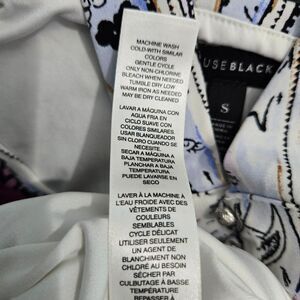 MACHINE WASH
COLD-WITH SIMILAR
COLORS
GENTLE CYCLE
ONLY NON-CHLORINE
BLEACH WHEN NEEDED
TUMBLE DRY LOW
WARM IRON AS NEEDED
MAY BE DRY CLEANED
LAVAR A MÁQUINA CON
AGUA FRIA EN
CICLO SUAVE CON
COLORES SIMILARES.
USAR BLANQUEADOR
SIN CLORO CUANDO SE
NECESITE.
SECAR A MÁQUINA A
BAJA TEMPERATURA
PLANCHAR A BAJA
TEMPERATURA
PUEDE LAVARSE EN
SECO
LAVER À LA MACHINE À
L'EAU FROIDE AVEC DES
VÊTEMENTS DE
COULEURS
SEMBLABLES
CYCLE DÉLICAT
UTILISER SEULEMENT
UN AGENT DE
BLANCHIMENT NON
CHLORÉ AU BESOIN
SÉCHER PAR
CULBUTAGE À BASSE
TEMPÉRATURE
REPASSER À
USEBLACK
S